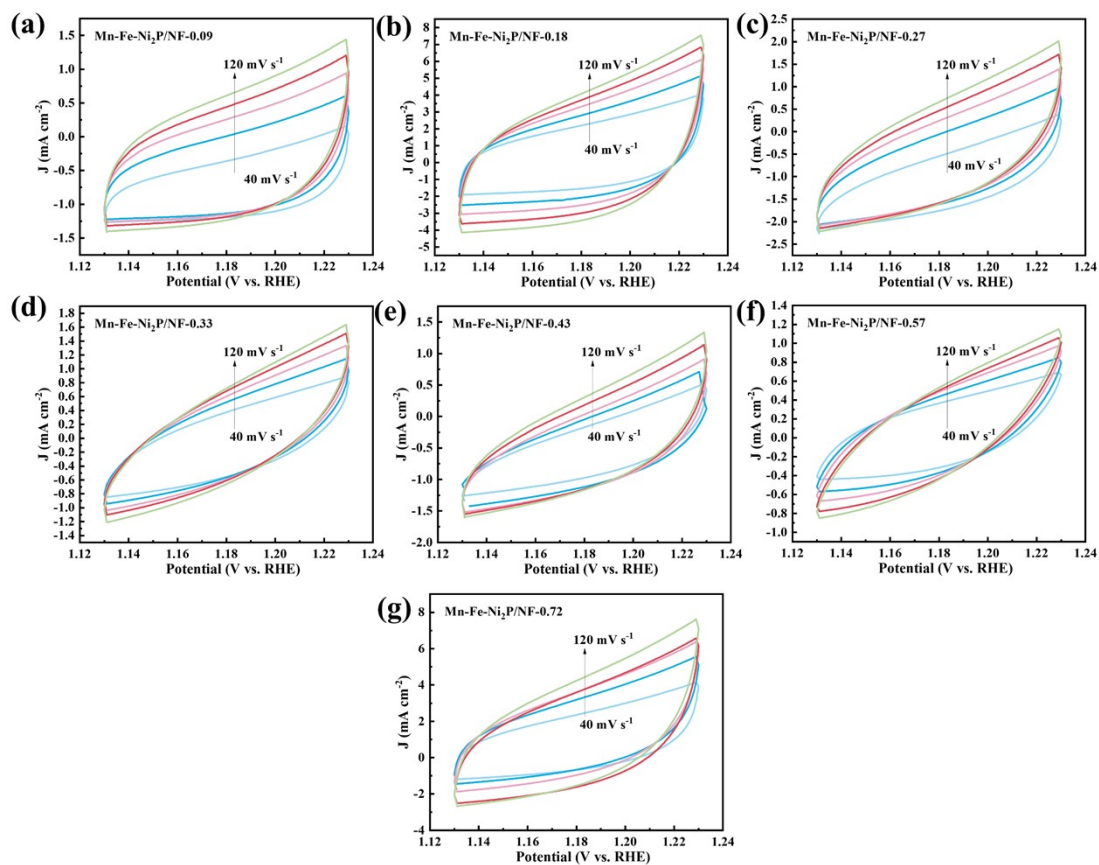 (a)
Mn-Fe-Ni₂P/NF-0.09
120 mV s⁻¹
40 mV s⁻¹
J (mA cm⁻²)
1.5
1.0
0.5
0.0
-0.5
-1.0
-1.5
1.12 1.14 1.16 1.18 1.20 1.22 1.24
Potential (V vs. RHE)
(b)
Mn-Fe-Ni₂P/NF-0.18
120 mV s⁻¹
40 mV s⁻¹
J (mA cm⁻²)
8
7
6
5
4
3
2
1
0
-1
-2
-3
-4
-5
1.12 1.14 1.16 1.18 1.20 1.22 1.24
Potential (V vs. RHE)
(c)
Mn-Fe-Ni₂P/NF-0.27
120 mV s⁻¹
40 mV s⁻¹
J (mA cm⁻²)
2.0
1.5
1.0
0.5
0.0
-0.5
-1.0
-1.5
-2.0
-2.5
1.12 1.14 1.16 1.18 1.20 1.22 1.24
Potential (V vs. RHE)
(d)
Mn-Fe-Ni₂P/NF-0.33
120 mV s⁻¹
40 mV s⁻¹
J (mA cm⁻²)
1.8
1.6
1.4
1.2
1.0
0.8
0.6
0.4
0.2
0.0
-0.2
-0.4
-0.6
-0.8
-1.0
-1.2
-1.4
1.12 1.14 1.16 1.18 1.20 1.22 1.24
Potential (V vs. RHE)
(e)
Mn-Fe-Ni₂P/NF-0.43
120 mV s⁻¹
40 mV s⁻¹
J (mA cm⁻²)
1.5
1.0
0.5
0.0
-0.5
-1.0
-1.5
-2.0
1.12 1.14 1.16 1.18 1.20 1.22 1.24
Potential (V vs. RHE)
(f)
Mn-Fe-Ni₂P/NF-0.57
120 mV s⁻¹
40 mV s⁻¹
J (mA cm⁻²)
1.2
1.0
0.8
0.6
0.4
0.2
0.0
-0.2
-0.4
-0.6
-0.8
-1.0
1.12 1.14 1.16 1.18 1.20 1.22 1.24
Potential (V vs. RHE)
(g)
Mn-Fe-Ni₂P/NF-0.72
120 mV s⁻¹
40 mV s⁻¹
J (mA cm⁻²)
8
6
4
2
0
-2
-4
1.12 1.14 1.16 1.18 1.20 1.22 1.24
Potential (V vs. RHE)